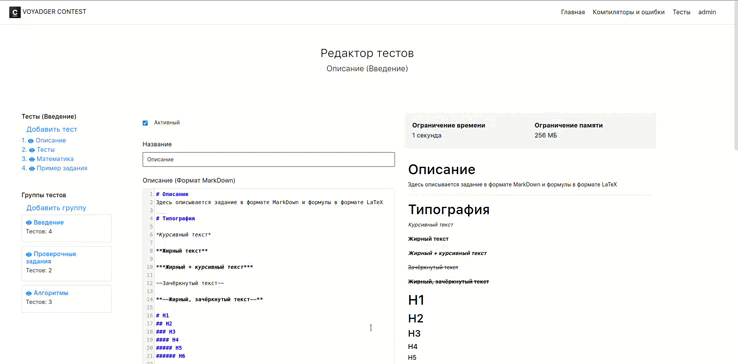 C VOYADGER CONTEST
Главная Компиляторы и ошибки Тесты admin
Редактор тестов
Описание (Введение)
Тесты (Введение)
Добавить тест
1. Описание
2. Тесты
3. Математика
4. Пример задания
Группы тестов
Добавить группу
Введение
Тестов: 4
Проверочные
задания
Тестов: 2
Алгоритмы
Тестов: 3
Активный
Название
Описание
Описание (Формат MarkDown)
1 # Описание
2 Здесь описывается задание в формате MarkDown и формулы в формате LaTeX
3 ___
4 # Типография
5
6 *Курсивный текст*
7
8 **Жирный текст**
9
10 ***Жирный + курсивный текст***
11
12 ~~Зачёркнутый текст~~
13
14 **~~Жирный, зачёркнутый текст~~**
15
16 # H1
17 ## H2
18 ### H3
19 #### H4
20 ##### H5
21 ###### H6
Ограничение времени
1 секунда
Ограничение памяти
256 МБ
Описание
Здесь описывается задание в формате MarkDown и формулы в формате LaTeX
Типография
Курсивный текст
Жирный текст
Жирный + курсивный текст
Зачёркнутый текст
Жирный, зачёркнутый текст
H1
H2
H3
H4
H5